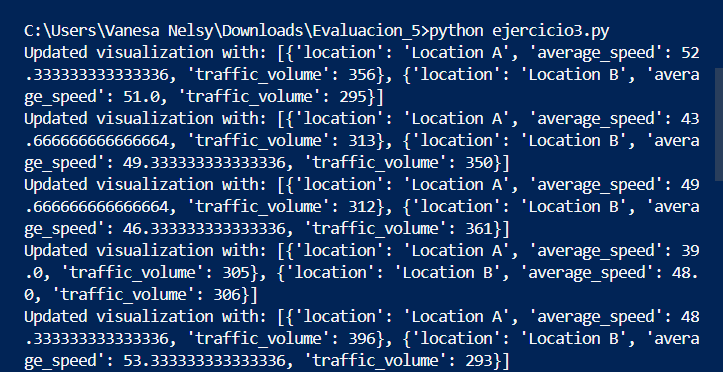 C:\Users\Vanesa Nelsy\Downloads\Evaluacion_5>python ejercicio3.py
Updated visualization with: [{'location': 'Location A', 'average_speed': 52
.333333333333336, 'traffic_volume': 356}, {'location': 'Location B', 'avera
ge_speed': 51.0, 'traffic_volume': 295}]
Updated visualization with: [{'location': 'Location A', 'average_speed': 43
.666666666666664, 'traffic_volume': 313}, {'location': 'Location B', 'avera
ge_speed': 49.333333333333336, 'traffic_volume': 350}]
Updated visualization with: [{'location': 'Location A', 'average_speed': 49
.666666666666664, 'traffic_volume': 312}, {'location': 'Location B', 'avera
ge_speed': 46.333333333333336, 'traffic_volume': 361}]
Updated visualization with: [{'location': 'Location A', 'average_speed': 39
.0, 'traffic_volume': 305}, {'location': 'Location B', 'average_speed': 48.
0, 'traffic_volume': 306}]
Updated visualization with: [{'location': 'Location A', 'average_speed': 48
.333333333333336, 'traffic_volume': 396}, {'location': 'Location B', 'avera
ge_speed': 53.333333333333336, 'traffic_volume': 293}]